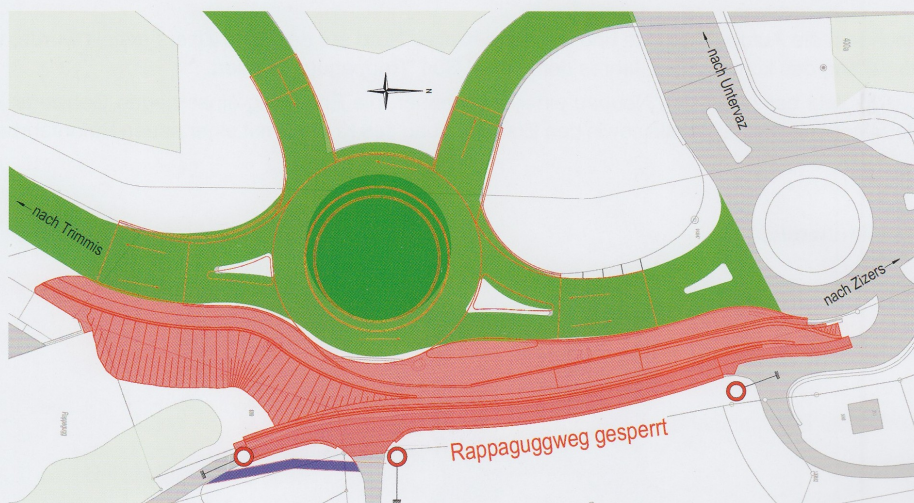 nach Untervaz
N
nach Trimmis
nach Zizers
Rappaguggweg gesperrt